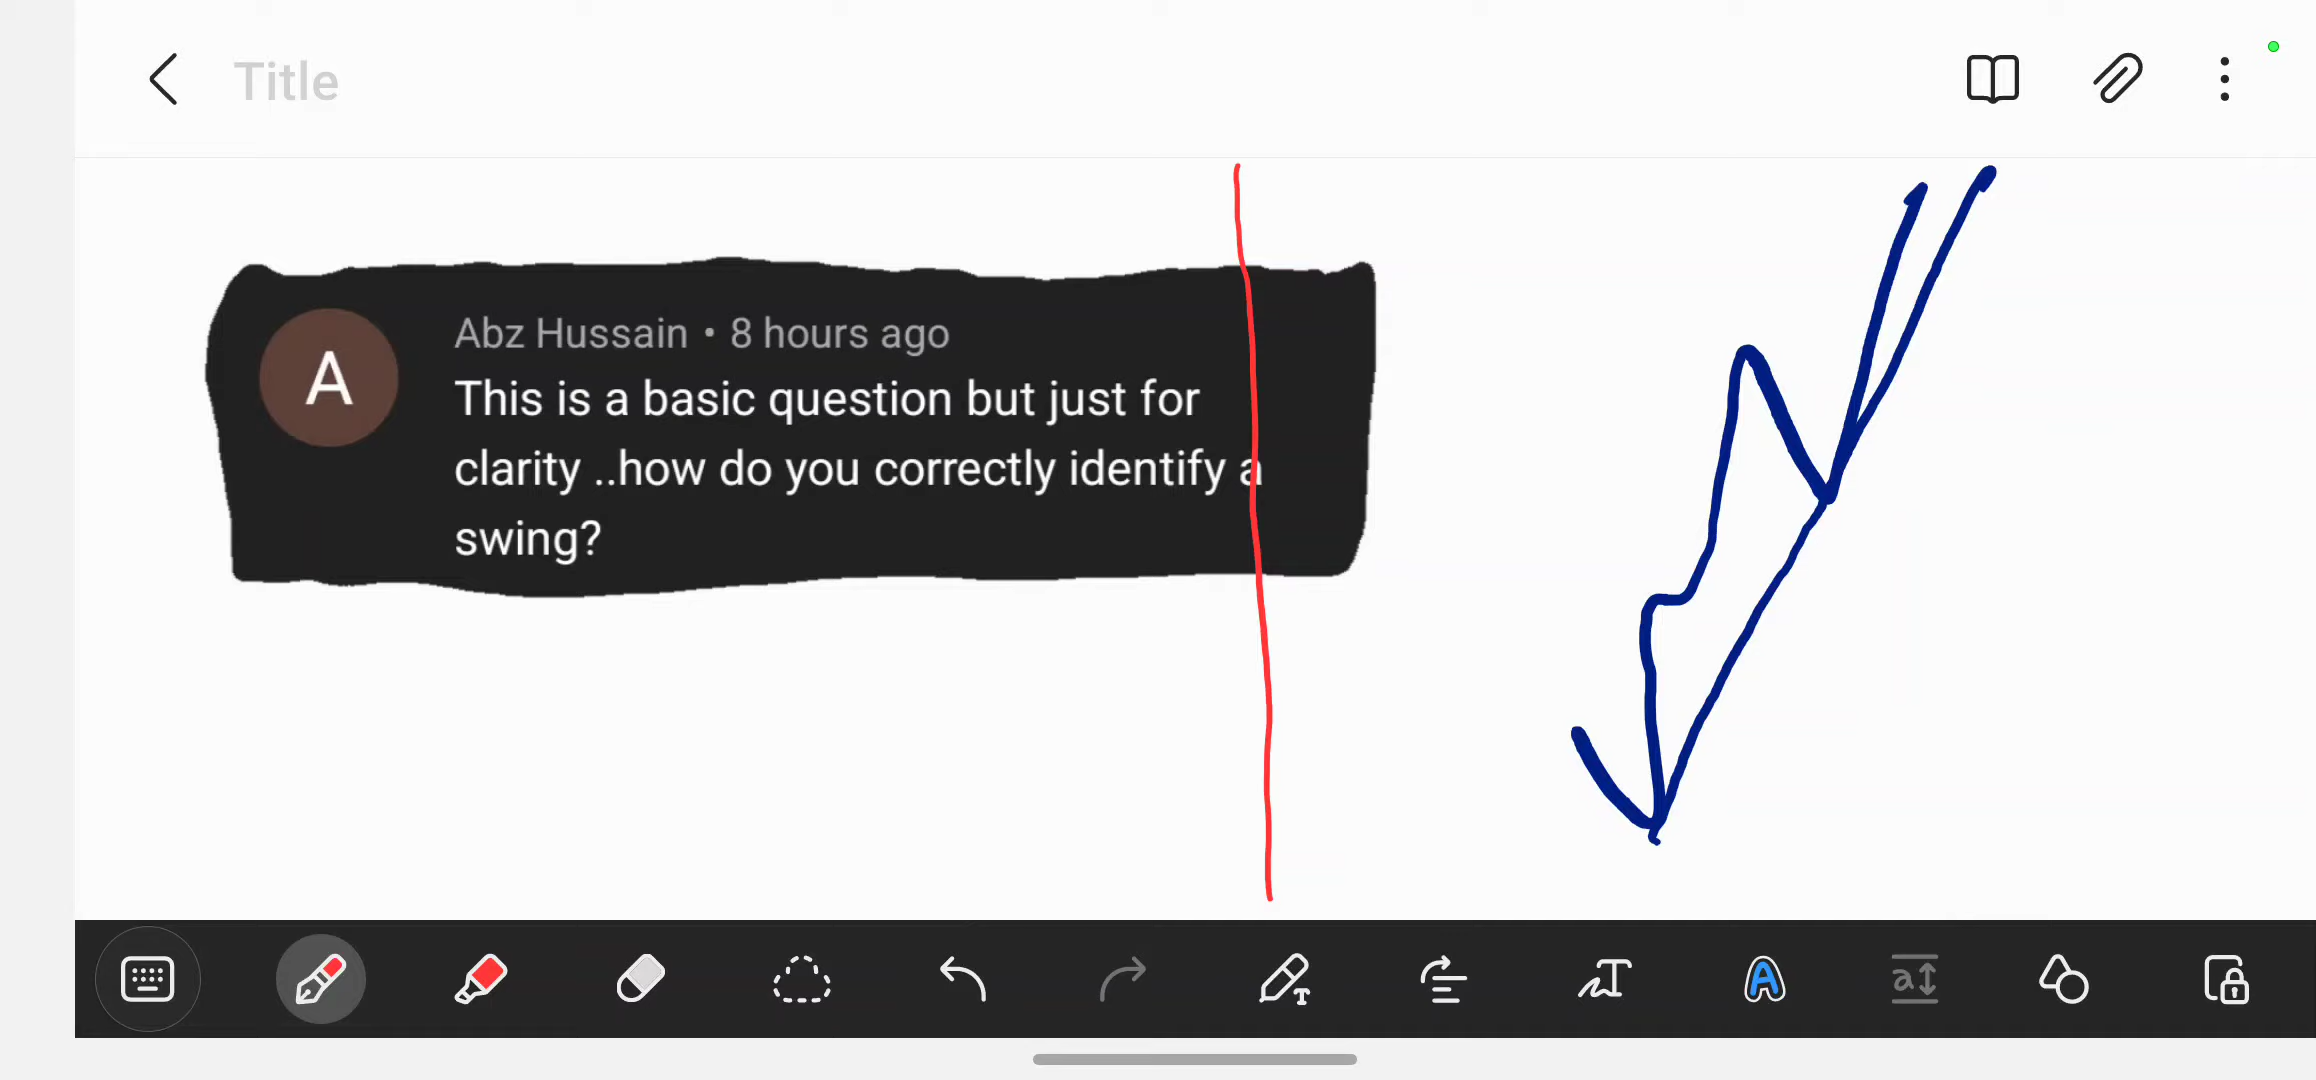 Title
A
Abz Hussain • 8 hours ago
This is a basic question but just for
clarity ..how do you correctly identify a
swing?